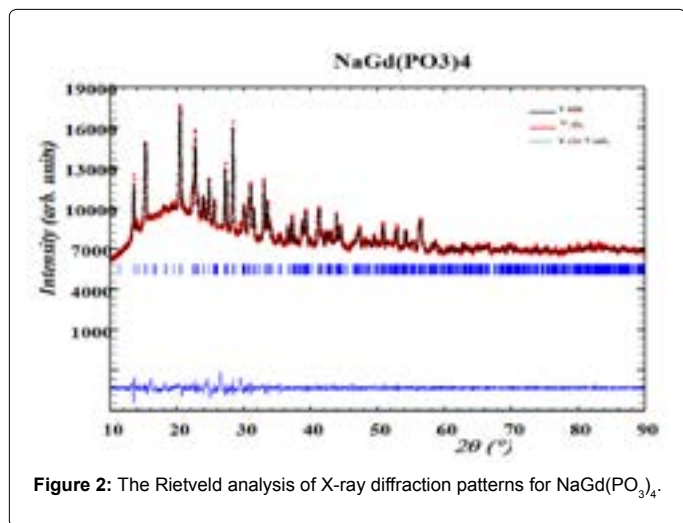 NaGd(PO3)4
19000
16000
13000
10000
7000
4000
1000
Intensity (arb. units)
10 20 30 40 50 60 70 80 90
2θ (°)
Figure 2: The Rietveld analysis of X-ray diffraction patterns for NaGd(PO₃)₄.